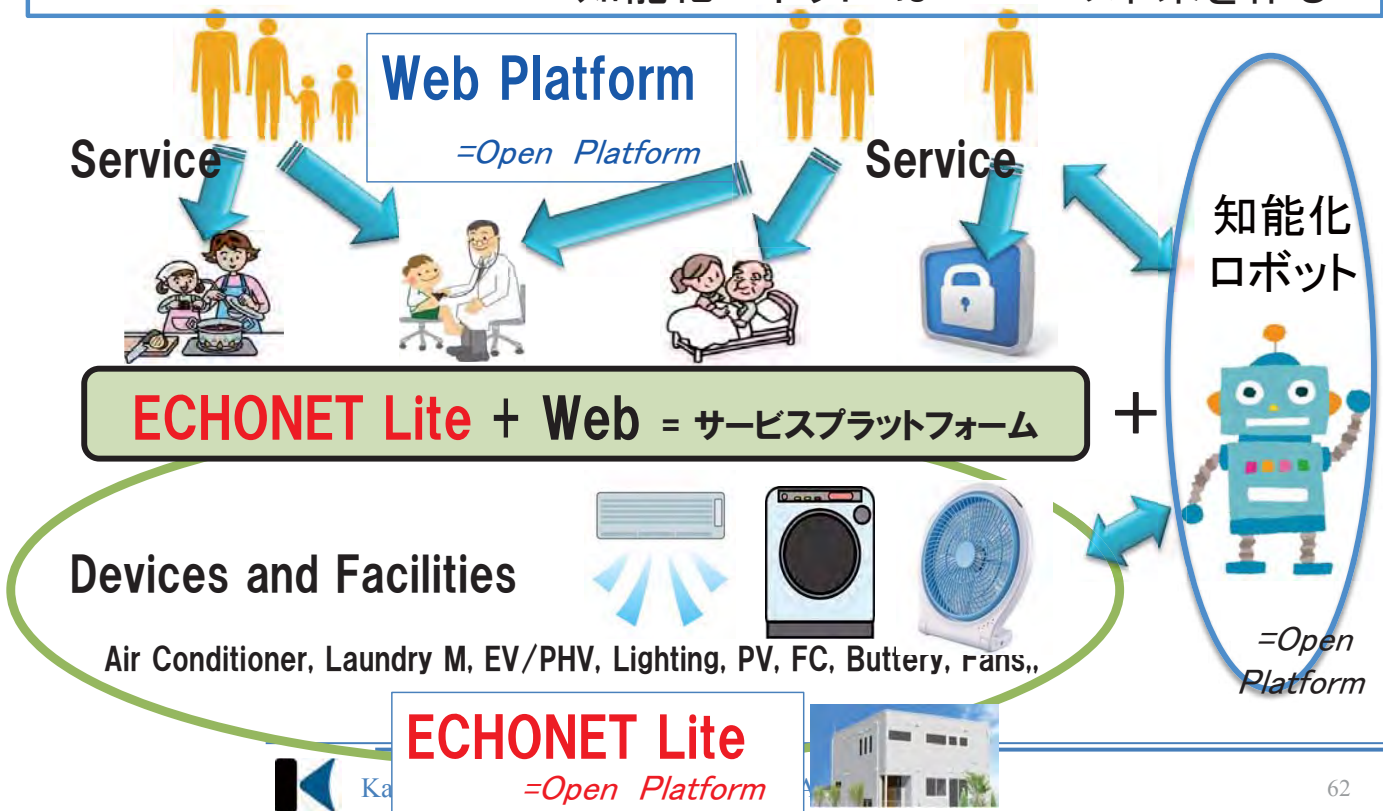 Web Platform
=Open Platform
Service
Service
知能化
ロボット
ECHONET Lite + Web = サービスプラットフォーム
+
Devices and Facilities
Air Conditioner, Laundry M, EV/PHV, Lighting, PV, FC, Buttery, Fans,,
=Open
Platform
ECHONET Lite
=Open Platform
Ka
62